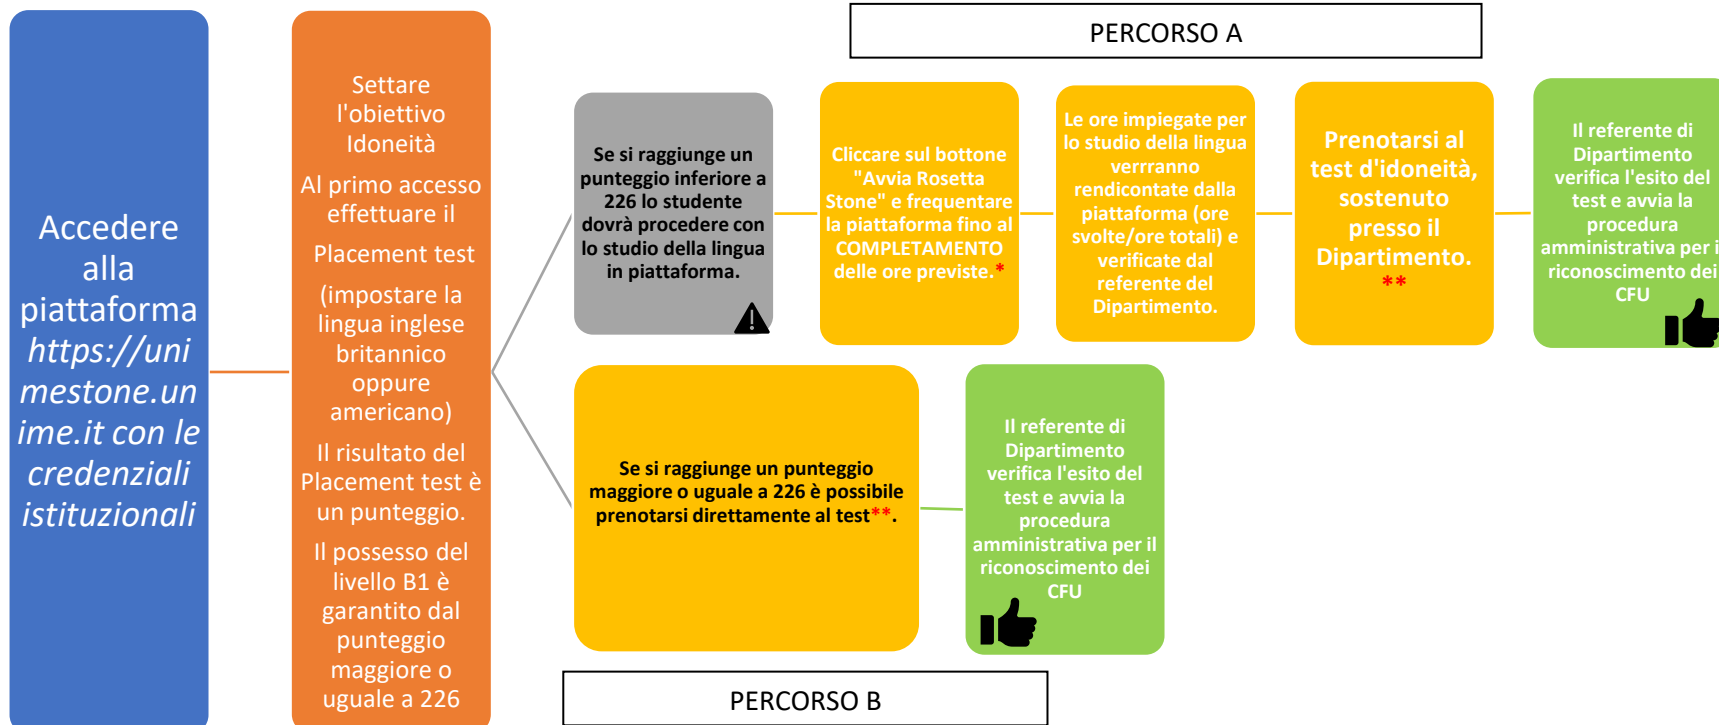 Accedere
alla
piattaforma
https://uni
mestone.un
ime.it con le
credenziali
istituzionali
Settare
l'obiettivo
Idoneità
Al primo accesso
effettuare il
Placement test
(impostare la
lingua inglese
britannico
oppure
americano)
Il risultato del
Placement test è
un punteggio.
Il possesso del
livello B1 è
garantito dal
punteggio
maggiore o
uguale a 226
PERCORSO A
Se si raggiunge un
punteggio inferiore a
226 lo studente
dovrà procedere con
lo studio della lingua
in piattaforma.
Cliccare sul bottone
"Avvia Rosetta
Stone" e frequentare
la piattaforma fino al
COMPLETAMENTO
delle ore previste.*
Le ore impiegate per
lo studio della lingua
verrranno
rendicontate dalla
piattaforma (ore
svolte/ore totali) e
verificate dal
referente del
Dipartimento.
Prenotarsi al
test d'idoneità,
sostenuto
presso il
Dipartimento.
**
Il referente di
Dipartimento
verifica l'esito del
test e avvia la
procedura
amministrativa per i
riconoscimento dei
CFU
Se si raggiunge un punteggio
maggiore o uguale a 226 è possibile
prenotarsi direttamente al test**.
Il referente di
Dipartimento
verifica l'esito del
test e avvia la
procedura
amministrativa per il
riconoscimento dei
CFU
PERCORSO B